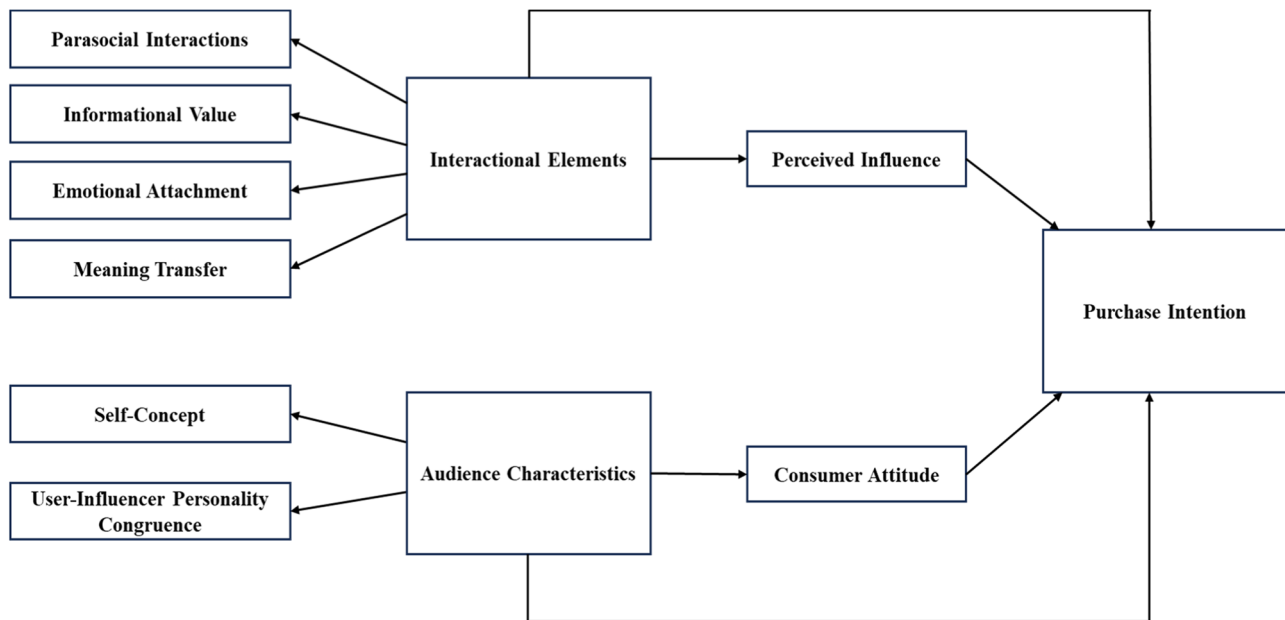 Parasocial Interactions
Informational Value
Emotional Attachment
Meaning Transfer
Interactional Elements
Perceived Influence
Purchase Intention
Self-Concept
User-Influencer Personality
Congruence
Audience Characteristics
Consumer Attitude